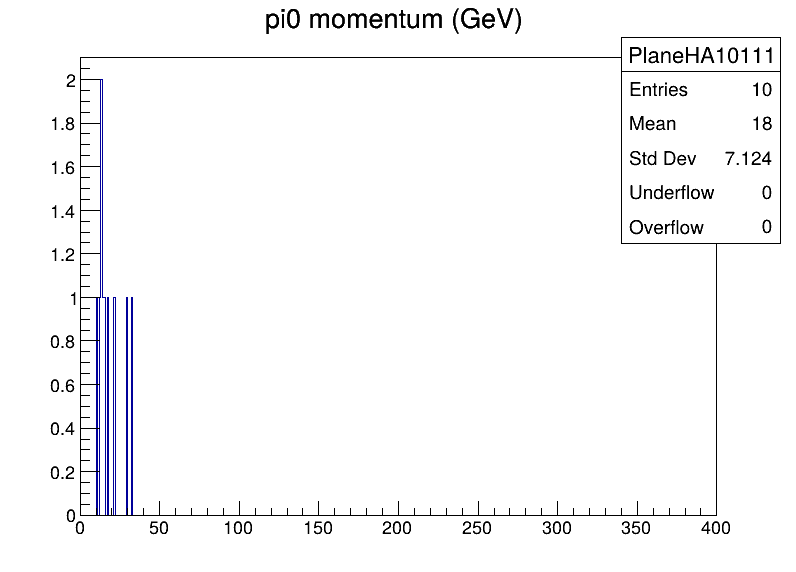 pi0 momentum (GeV)
PlaneHA10111
Entries 10
Mean 18
Std Dev 7.124
Underflow 0
Overflow 0
2
1.8
1.6
1.4
1.2
1
0.8
0.6
0.4
0.2
0
0 50 100 150 200 250 300 350 400